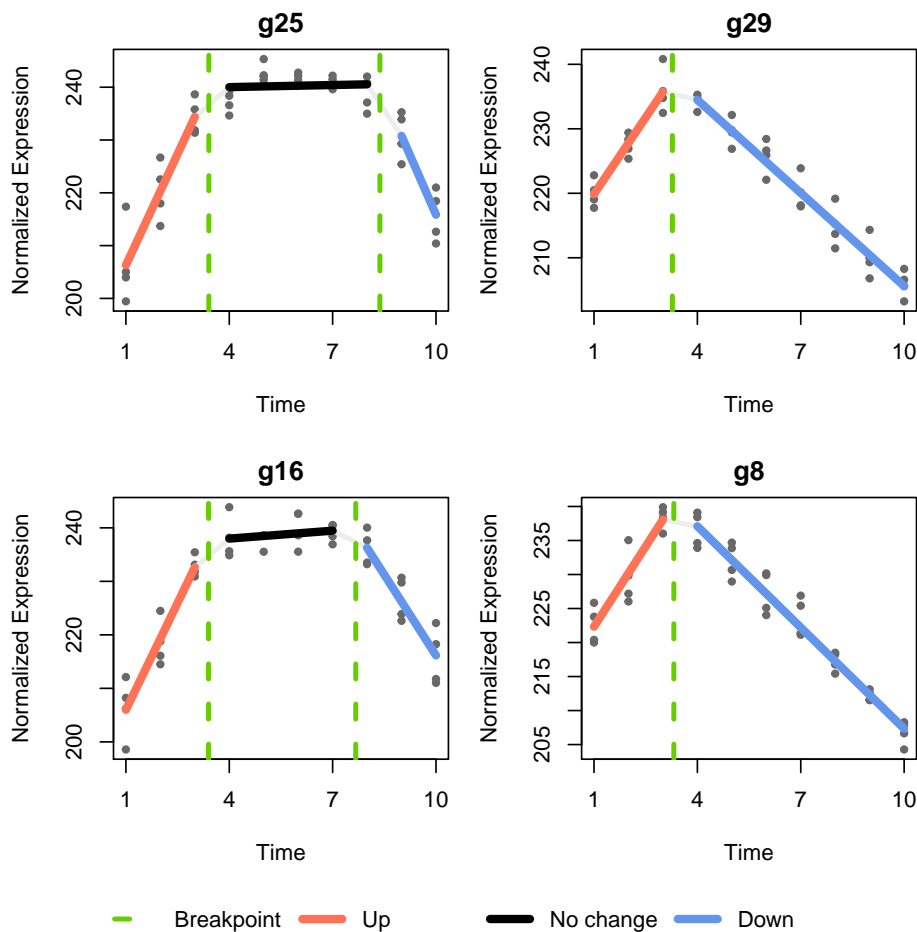 g25
Normalized Expression
200
220
240
1 4 7 10
Time
g29
Normalized Expression
210
220
230
240
1 4 7 10
Time
g16
Normalized Expression
200
220
240
1 4 7 10
Time
g8
Normalized Expression
205
215
225
235
1 4 7 10
Time
Breakpoint Up No change Down